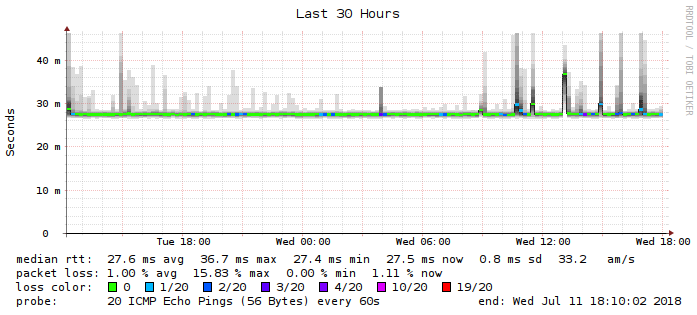 Last 30 Hours
RRDTOOL / TOBI OETIKER
Seconds
40 m
30 m
20 m
10 m
0
Tue 18:00 Wed 00:00 Wed 06:00 Wed 12:00 Wed 18:00
median rtt: 27.6 ms avg 36.7 ms max 27.4 ms min 27.5 ms now 0.8 ms sd 33.2 am/s
packet loss: 1.00 % avg 15.83 % max 0.00 % min 1.11 % now
loss color: 0 1/20 2/20 3/20 4/20 10/20 19/20
probe: 20 ICMP Echo Pings (56 Bytes) every 60s end: Wed Jul 11 18:10:02 2018